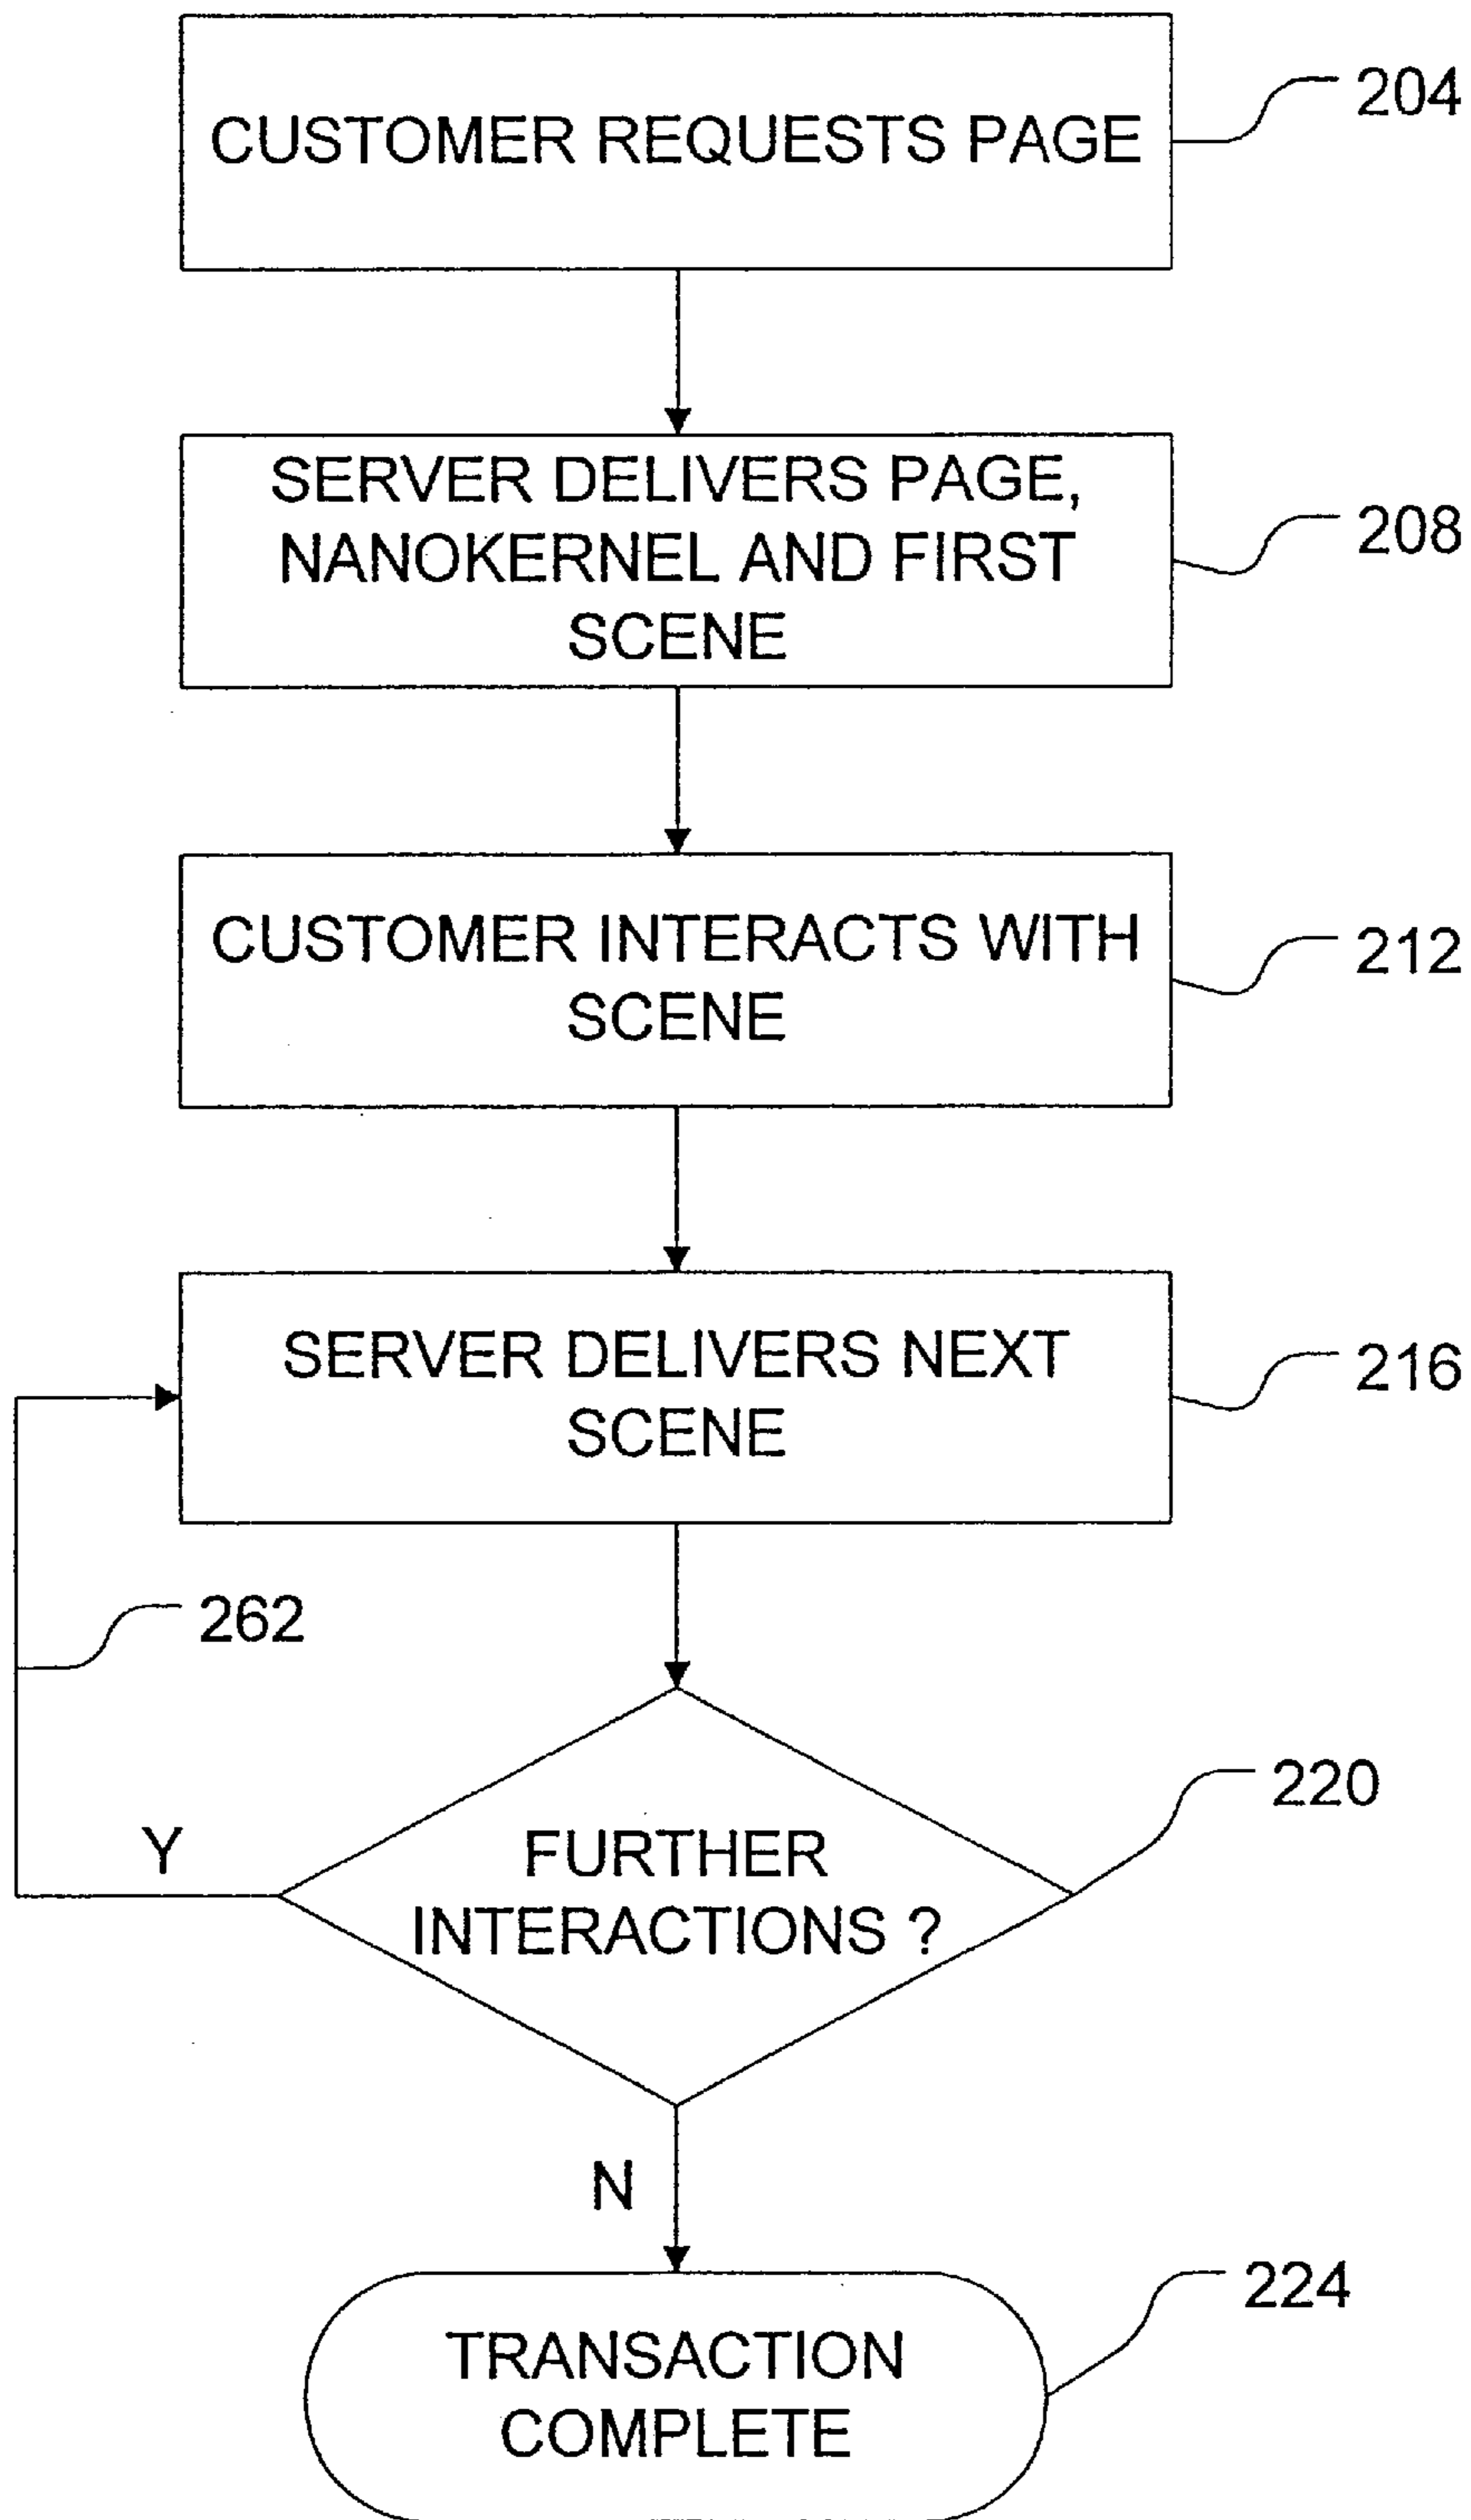 CUSTOMER REQUESTS PAGE
204
SERVER DELIVERS PAGE,
NANOKERNEL AND FIRST
SCENE
208
CUSTOMER INTERACTS WITH
SCENE
212
SERVER DELIVERS NEXT
SCENE
216
262
FURTHER
INTERACTIONS ?
220
Y
N
TRANSACTION
COMPLETE
224